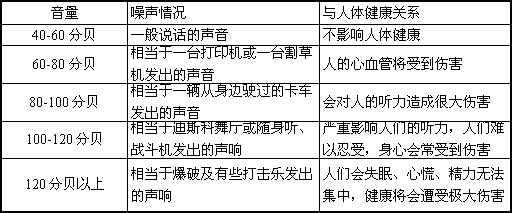 音量 噪声情况 与人体健康关系
40-60 分贝 一般说话的声音 不影响人体健康
60-80 分贝 相当于一台打印机或一台割草机发出的声音 人的心血管将受到伤害
80-100 分贝 相当于一辆从身边驶过的卡车发出的声音 会对人的听力造成很大伤害
100-120 分贝 相当于迪斯科舞厅或随身听、战斗机发出的声响 严重影响人们的听力，人们难以忍受，身心会常受到伤害
120 分贝以上 相当于爆破及有些打击乐发出的声响 人们会失眠、心慌、精力无法集中，健康将会遭受极大伤害